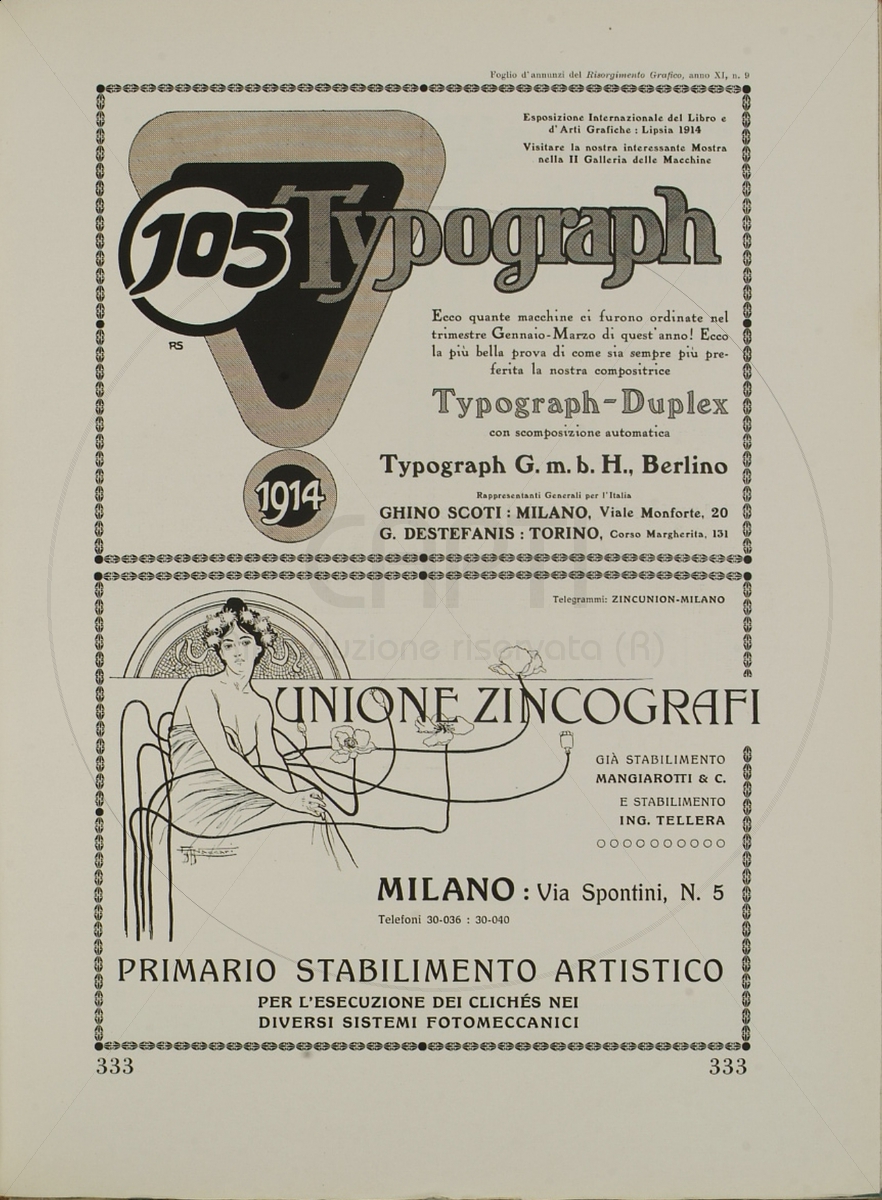 Foglio d'annunzi del Risorgimento Grafico, anno XI, n. 9
Esposizione Internazionale del Libro e
d'Arti Grafiche : Lipsia 1914
Visitare la nostra interessante Mostra
nella II Galleria delle Macchine
105 Typograph
RS
Ecco quante macchine ci furono ordinate nel
trimestre Gennaio-Marzo di quest'anno! Ecco
la più bella prova di come sia sempre più pre-
ferita la nostra compositrice
Typograph-Duplex
con scomposizione automatica
Typograph G. m. b. H., Berlino
1914
Rappresentanti Generali per l'Italia
GHINO SCOTI : MILANO, Viale Monforte, 20
G. DESTEFANIS : TORINO, Corso Margherita, 131
Telegrammi: ZINCUNION-MILANO
riservata (R)
UNIONE ZINCOGRAFI
GIÀ STABILIMENTO
MANGIAROTTI & C.
E STABILIMENTO
ING. TELLERA
MILANO : Via Spontini, N. 5
Telefoni 30-036 : 30-040
PRIMARIO STABILIMENTO ARTISTICO
PER L'ESECUZIONE DEI CLICHÉS NEI
DIVERSI SISTEMI FOTOMECCANICI
333 333